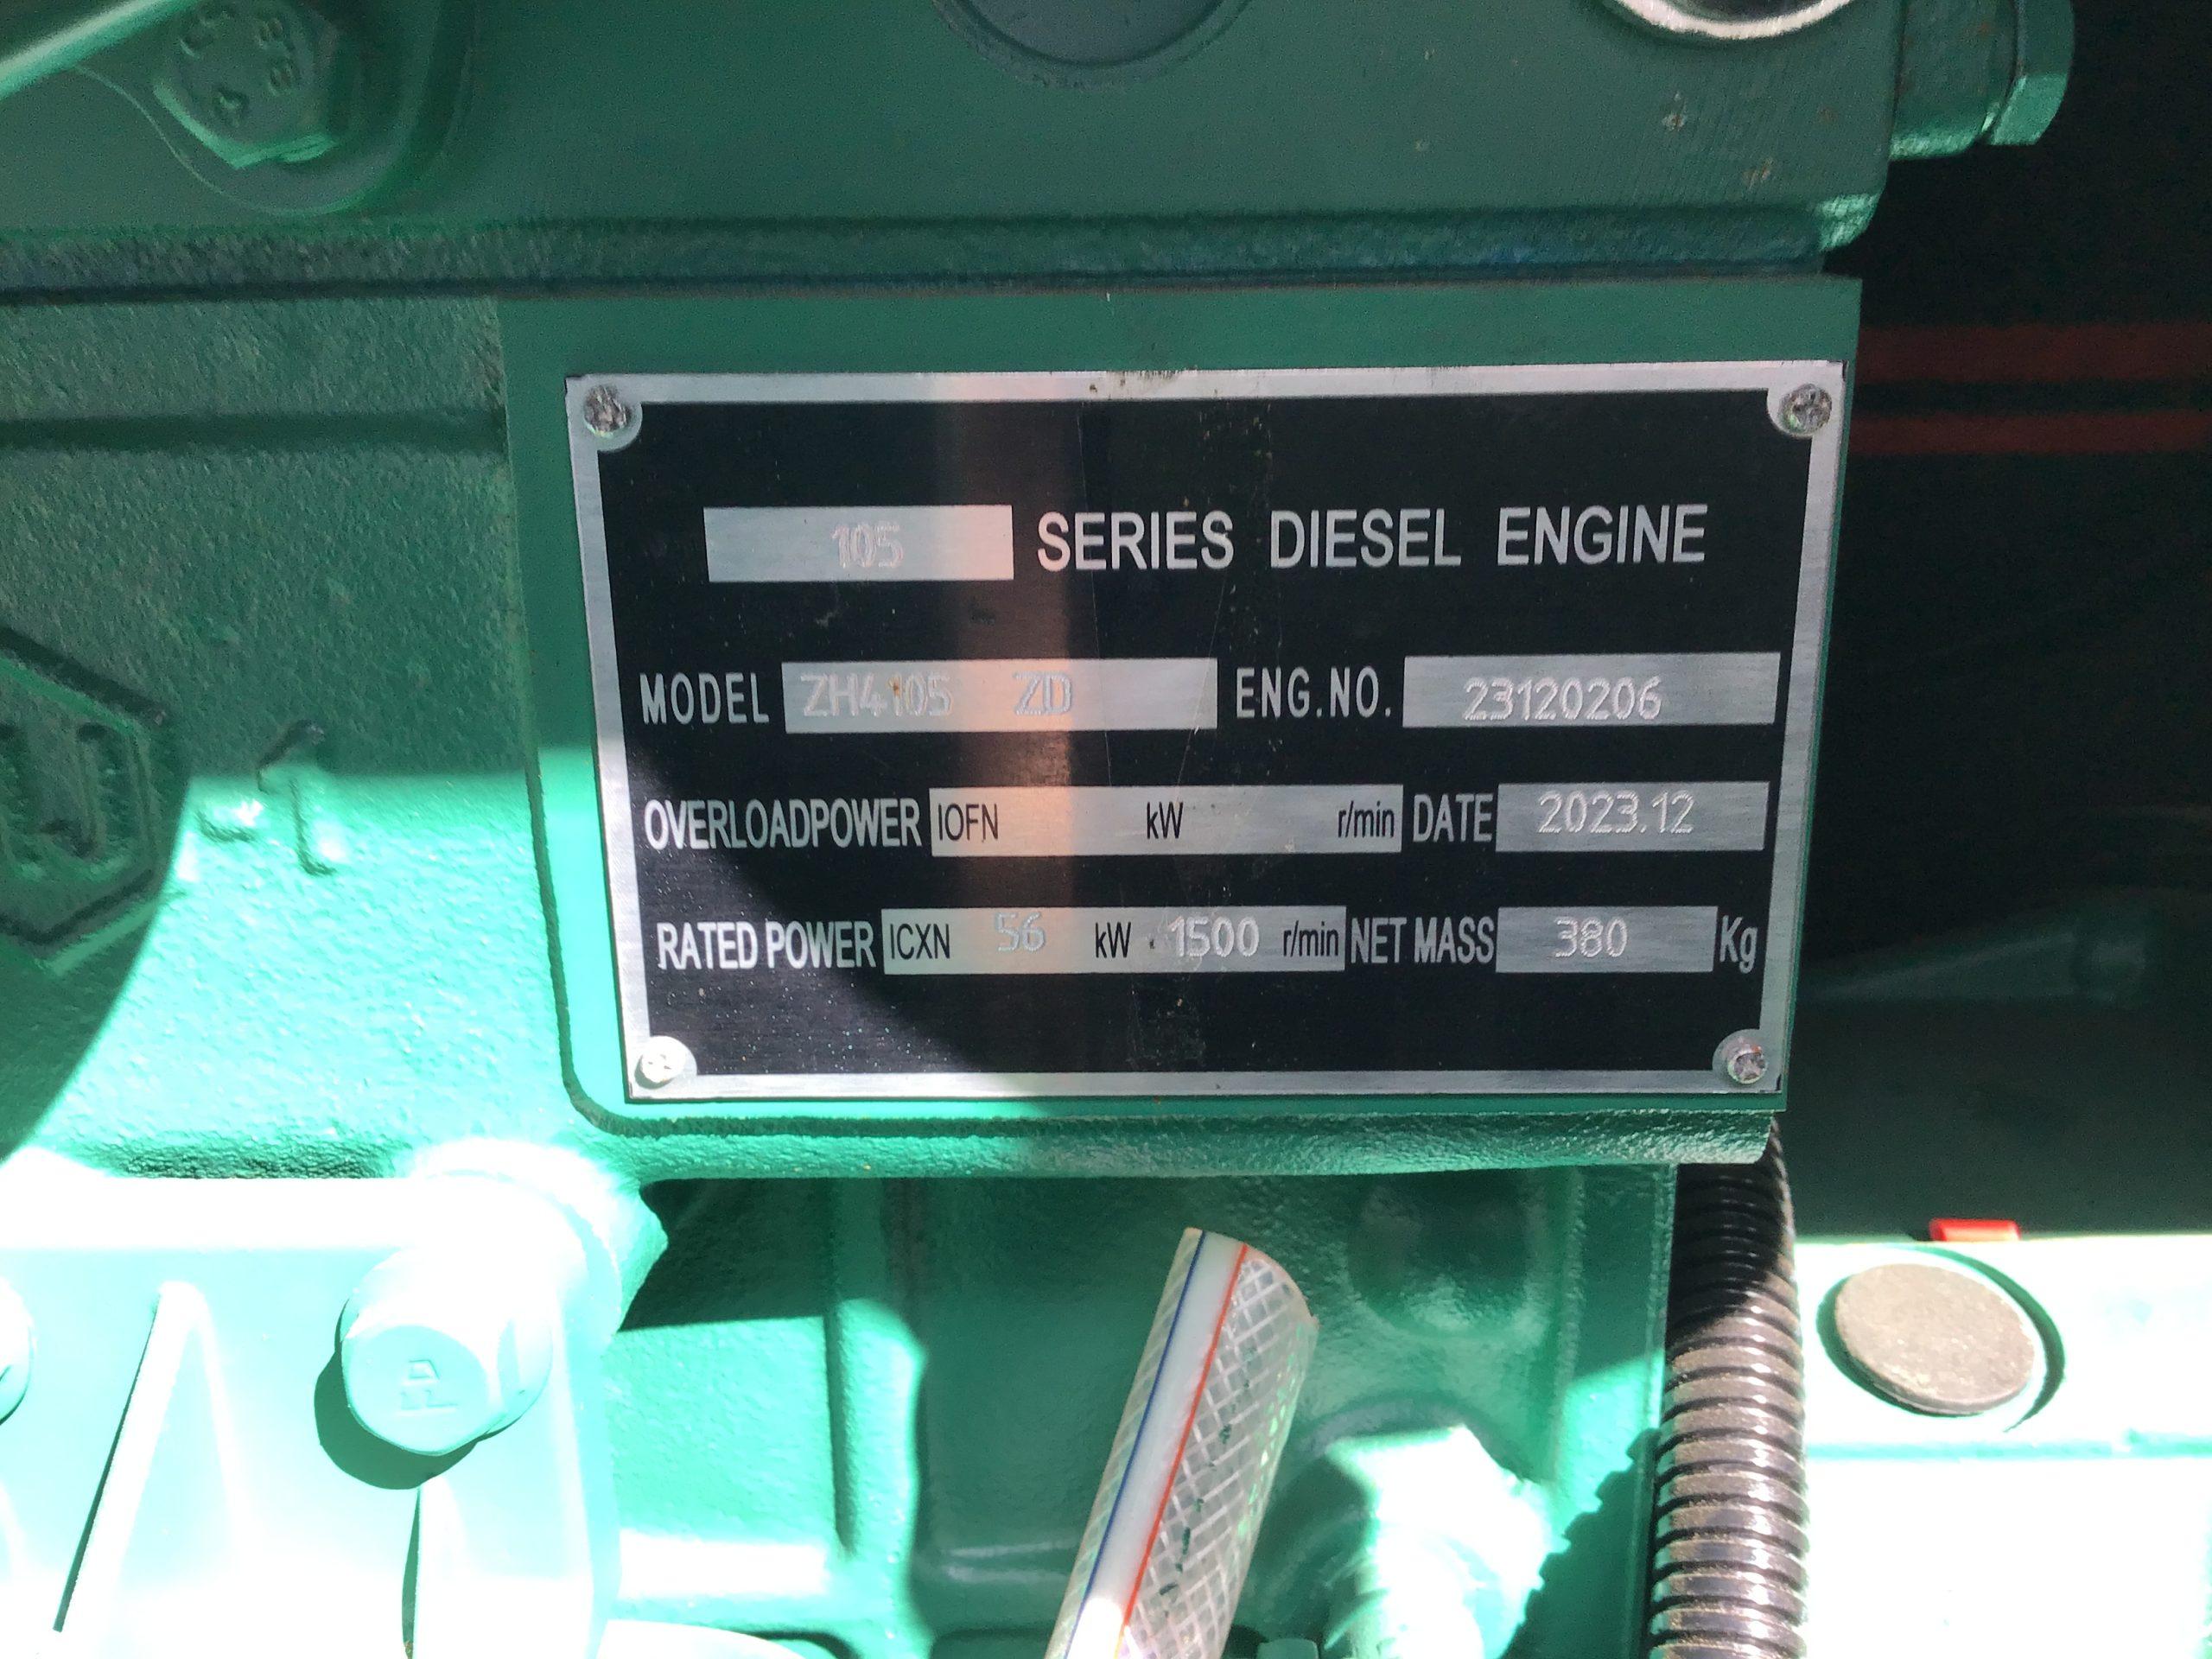 105 SERIES DIESEL ENGINE
MODEL ZH4105 ZD ENG.NO. 23120206
OVERLOADPOWER IOFN kW r/min DATE 2023.12
RATED POWER ICXN 56 kW 1500 r/min NET MASS 380 Kg